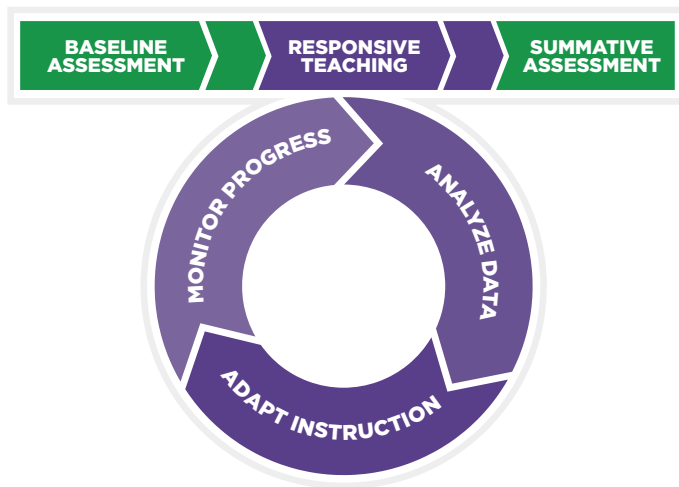 BASELINE
ASSESSMENT
RESPONSIVE
TEACHING
SUMMATIVE
ASSESSMENT
MONITOR PROGRESS
ANALYZE DATA
ADAPT INSTRUCTION